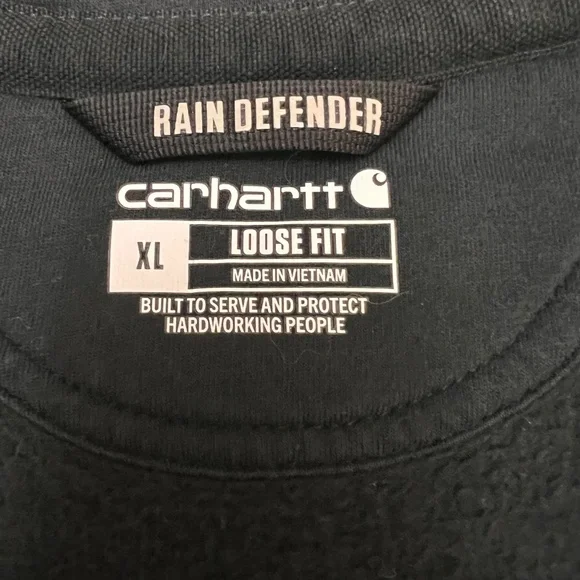 RAIN DEFENDER
carhartt
XL
LOOSE FIT
MADE IN VIETNAM
BUILT TO SERVE AND PROTECT
HARDWORKING PEOPLE